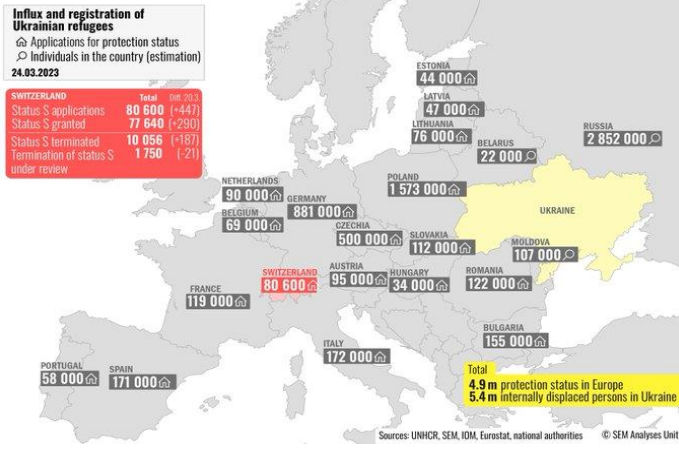 Influx and registration of
Ukrainian refugees
Applications for protection status
Individuals in the country (estimation)
24.03.2023
SWITZERLAND Total Diff. 20.3.
Status S applications 80 600 (+447)
Status S granted 77 640 (+290)
Status S terminated 10 056 (+187)
Termination of status S 1 750 (-21)
under review
ESTONIA
44 000
LATVIA
47 000
LITHUANIA
76 000
BELARUS
22 000
RUSSIA
2 852 000
NETHERLANDS
90 000
GERMANY
881 000
POLAND
1 573 000
BELGIUM
69 000
CZECHIA
500 000
SLOVAKIA
112 000
UKRAINE
MOLDOVA
107 000
SWITZERLAND
80 600
AUSTRIA
95 000
HUNGARY
34 000
ROMANIA
122 000
FRANCE
119 000
BULGARIA
155 000
ITALY
172 000
PORTUGAL
58 000
SPAIN
171 000
Total
4.9 m protection status in Europe
5.4 m internally displaced persons in Ukraine
Sources: UNHCR, SEM, IOM, Eurostat, national authorities © SEM Analyses Unit